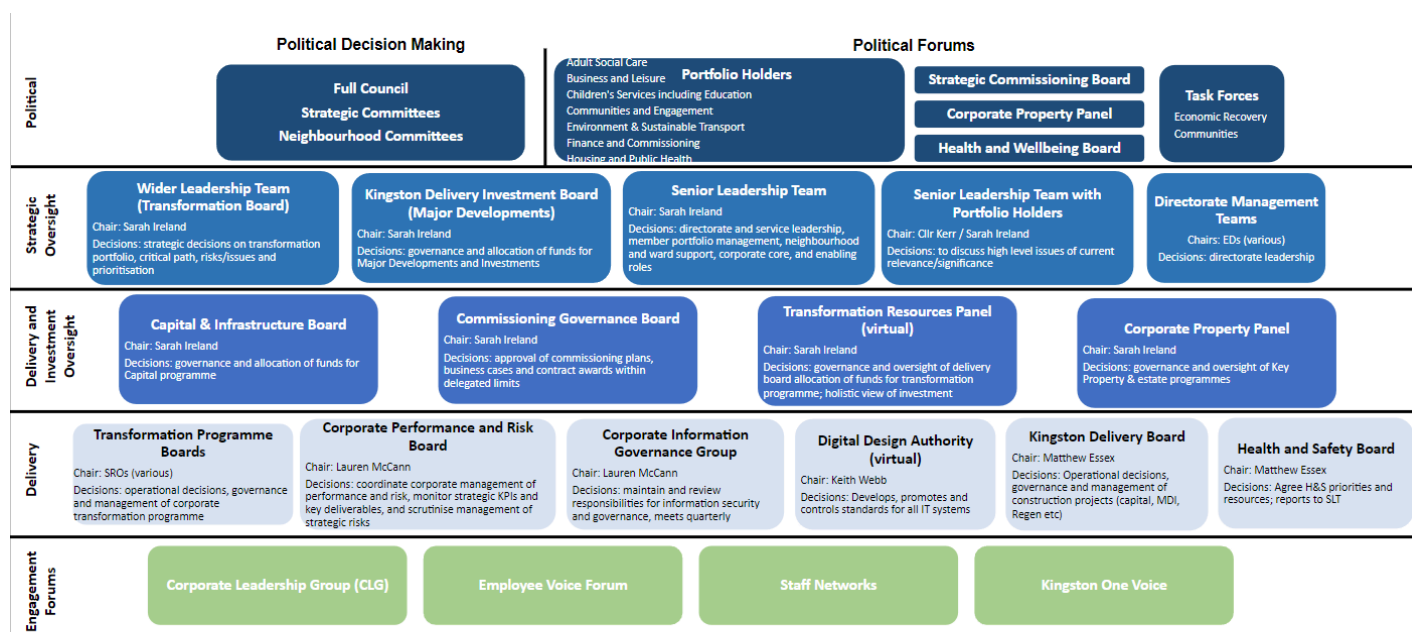 Political Decision Making
Political Forums
Political
Full Council
Strategic Committees
Neighbourhood Committees
Portfolio Holders
Adult Social Care
Business and Leisure
Children's Services including Education
Communities and Engagement
Environment & Sustainable Transport
Finance and Commissioning
Housing and Public Health
Strategic Commissioning Board
Corporate Property Panel
Health and Wellbeing Board
Task Forces
Economic Recovery
Communities
Strategic
Oversight
Wider Leadership Team
(Transformation Board)
Chair: Sarah Ireland
Decisions: strategic decisions on transformation
portfolio, critical path, risks/issues and
prioritisation
Kingston Delivery Investment Board
(Major Developments)
Chair: Sarah Ireland
Decisions: governance and allocation of funds for
Major Developments and Investments
Senior Leadership Team
Chair: Sarah Ireland
Decisions: directorate and service leadership,
member portfolio management, neighbourhood
and ward support, corporate core, and enabling
roles
Senior Leadership Team with
Portfolio Holders
Chair: Cllr Kerr / Sarah Ireland
Decisions: to discuss high level issues of current
relevance/significance
Directorate Management
Teams
Chairs: EDs (various)
Decisions: directorate leadership
Delivery and
Investment
Oversight
Capital & Infrastructure Board
Chair: Sarah Ireland
Decisions: governance and allocation of funds for
Capital programme
Commissioning Governance Board
Chair: Sarah Ireland
Decisions: approval of commissioning plans,
business cases and contract awards within
delegated limits
Transformation Resources Panel
(virtual)
Chair: Sarah Ireland
Decisions: governance and oversight of delivery
board allocation of funds for transformation
programme; holistic view of investment
Corporate Property Panel
Chair: Sarah Ireland
Decisions: governance and oversight of Key
Property & estate programmes
Delivery
Transformation Programme
Boards
Chair: SROs (various)
Decisions: operational decisions, governance
and management of corporate
transformation programme
Corporate Performance and Risk
Board
Chair: Lauren McCann
Decisions: coordinate corporate management of
performance and risk, monitor strategic KPIs and
key deliverables, and scrutinise management of
strategic risks
Corporate Information
Governance Group
Chair: Lauren McCann
Decisions: maintain and review
responsibilities for information security
and governance, meets quarterly
Digital Design Authority
(virtual)
Chair: Keith Webb
Decisions: Develops, promotes and
controls standards for all IT systems
Kingston Delivery Board
Chair: Matthew Essex
Decisions: Operational decisions,
governance and management of
construction projects (capital, MDI,
Regen etc)
Health and Safety Board
Chair: Matthew Essex
Decisions: Agree H&S priorities and
resources; reports to SLT
Engagement
Forums
Corporate Leadership Group (CLG)
Employee Voice Forum
Staff Networks
Kingston One Voice